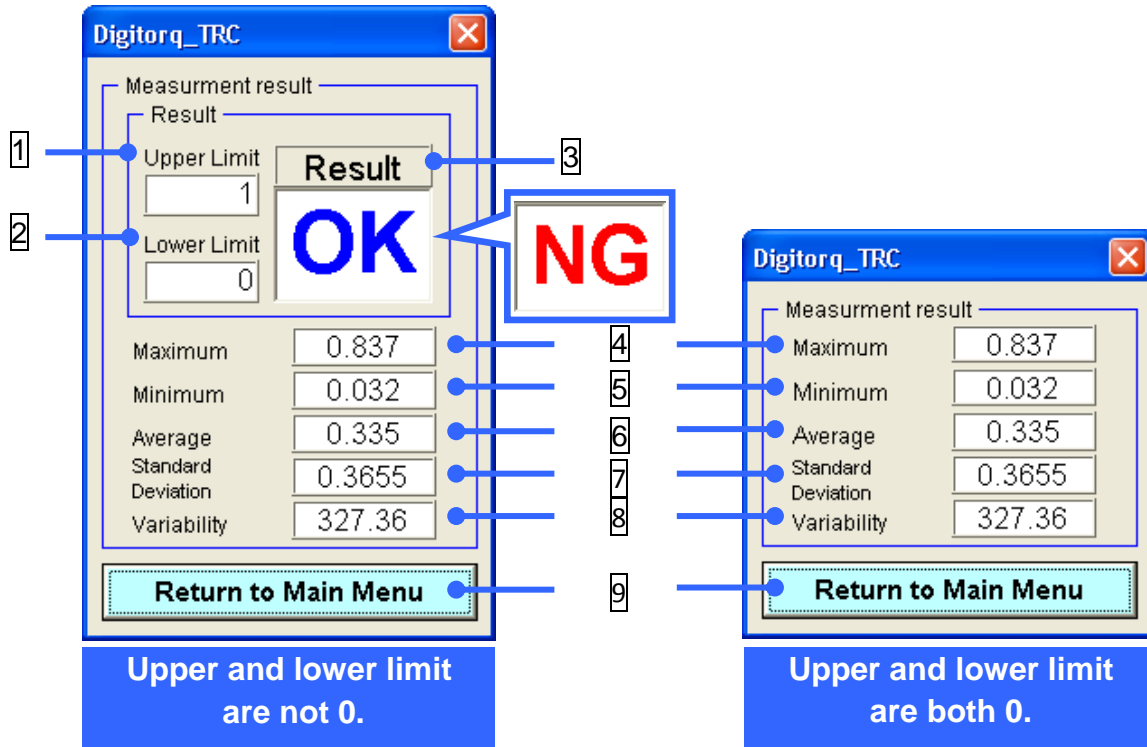 Digitorq_TRC
Measurment result
Result
1
Upper Limit
Result
3
1
OK
NG
2
Lower Limit
0
Maximum
0.837
4
Minimum
0.032
5
Average
0.335
6
Standard
Deviation
0.3655
7
Variability
327.36
8
Return to Main Menu
9
Upper and lower limit
are not 0.
Digitorq_TRC
Measurment result
Maximum
0.837
Minimum
0.032
Average
0.335
Standard
Deviation
0.3655
Variability
327.36
Return to Main Menu
Upper and lower limit
are both 0.